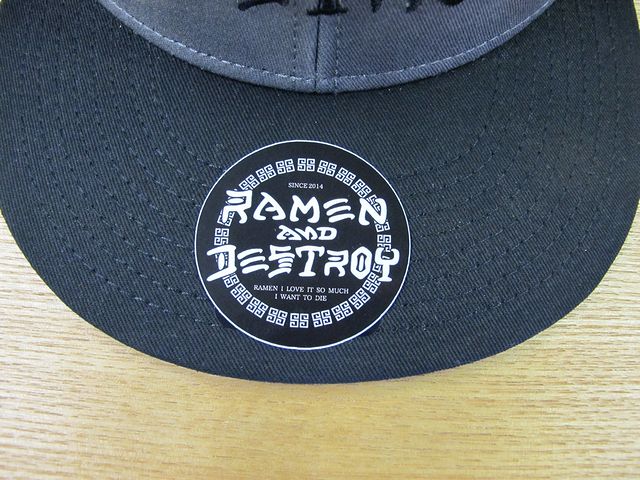 SINCE 2014
RAMEN
AND
DESTROY
RAMEN I LOVE IT SO MUCH
I WANT TO DIE